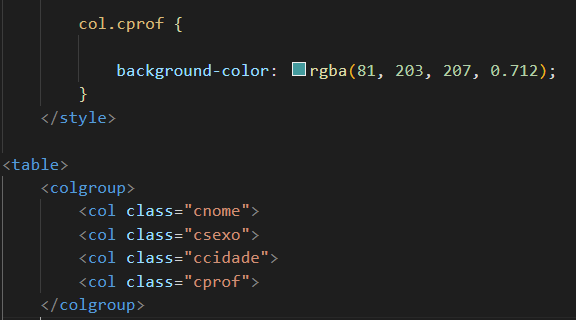 col.cprof {
background-color: rgba(81, 203, 207, 0.712);
}
</style>
<table>
<colgroup>
<col class="cnome">
<col class="csexo">
<col class="ccidade">
<col class="cprof">
</colgroup>